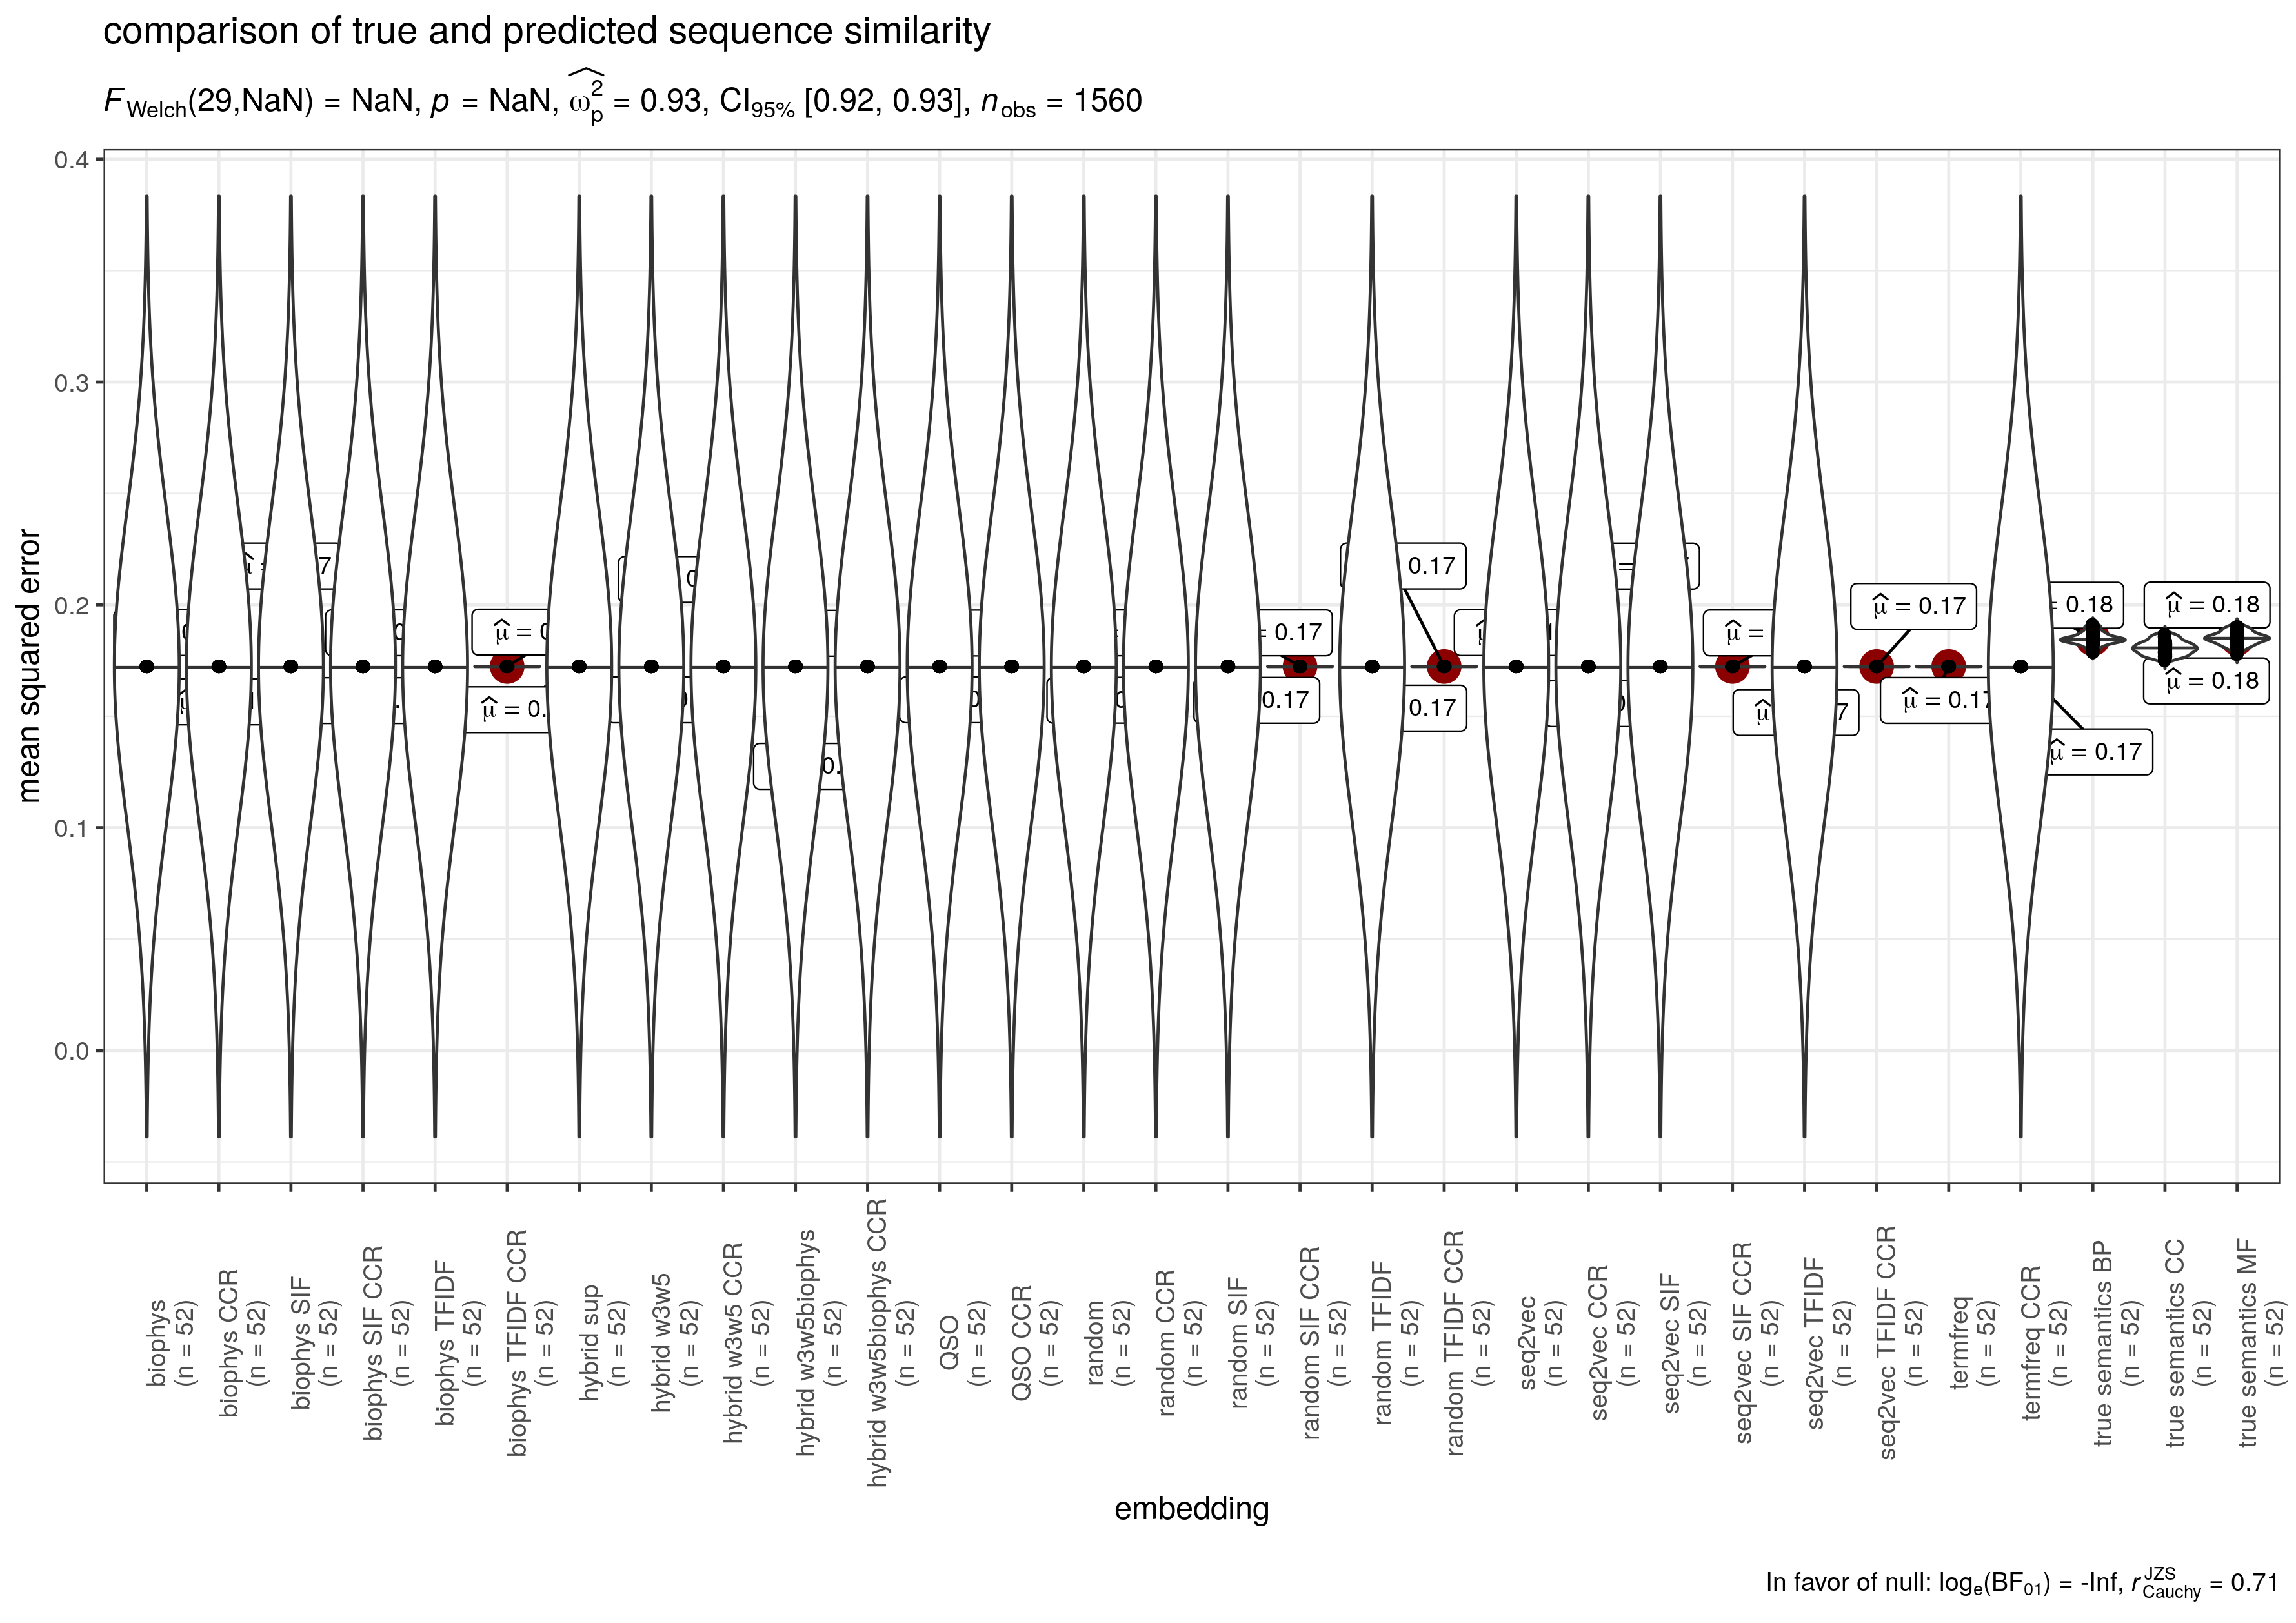 comparison of true and predicted sequence similarity
F Welch(29,NaN) = NaN, p = NaN, ω̂²p = 0.93, CI95% [0.92, 0.93], nobs = 1560
mean squared error
0.4
0.3
0.2
0.1
0.0
μ̂ = 0.17
μ̂ = 0.17
μ̂ = 0.17
0.17
= 0.17
0.17
0.17
= 0.18
μ̂ = 0.18
μ̂ = 0.18
biophys
(n = 52)
biophys CCR
(n = 52)
biophys SIF
(n = 52)
biophys SIF CCR
(n = 52)
biophys TFIDF
(n = 52)
biophys TFIDF CCR
(n = 52)
hybrid sup
(n = 52)
hybrid w3w5
(n = 52)
hybrid w3w5 CCR
(n = 52)
hybrid w3w5biophys
(n = 52)
hybrid w3w5biophys CCR
(n = 52)
QSO
(n = 52)
QSO CCR
(n = 52)
random
(n = 52)
random CCR
(n = 52)
random SIF
(n = 52)
random SIF CCR
(n = 52)
random TFIDF
(n = 52)
random TFIDF CCR
(n = 52)
seq2vec
(n = 52)
seq2vec CCR
(n = 52)
seq2vec SIF
(n = 52)
seq2vec SIF CCR
(n = 52)
seq2vec TFIDF
(n = 52)
seq2vec TFIDF CCR
(n = 52)
termfreq
(n = 52)
termfreq CCR
(n = 52)
true semantics BP
(n = 52)
true semantics CC
(n = 52)
true semantics MF
(n = 52)
embedding
In favor of null: loge(BF01) = -Inf, rJZS Cauchy = 0.71